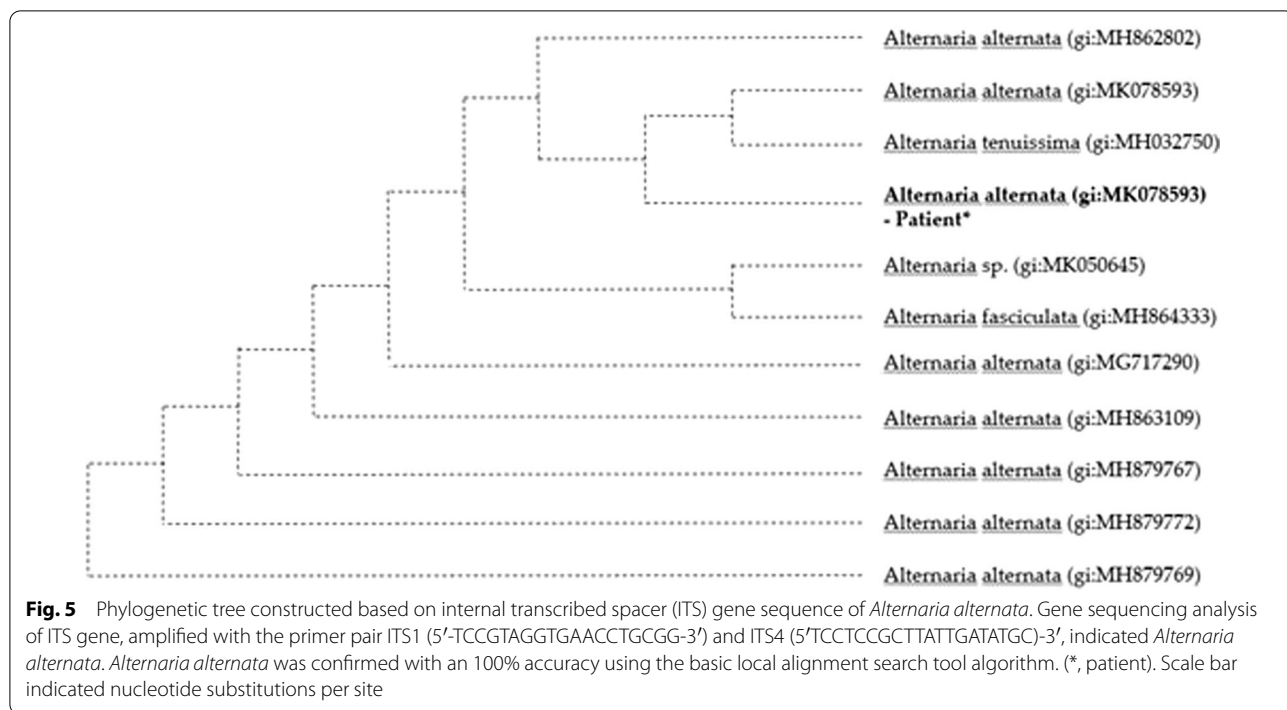 Alternaria alternata (gi:MH862802)
Alternaria alternata (gi:MK078593)
Alternaria tenuissima (gi:MH032750)
Alternaria alternata (gi:MK078593)
- Patient*
Alternaria sp. (gi:MK050645)
Alternaria fasciculata (gi:MH864333)
Alternaria alternata (gi:MG717290)
Alternaria alternata (gi:MH863109)
Alternaria alternata (gi:MH879767)
Alternaria alternata (gi:MH879772)
Alternaria alternata (gi:MH879769)
Fig. 5 Phylogenetic tree constructed based on internal transcribed spacer (ITS) gene sequence of Alternaria alternata. Gene sequencing analysis
of ITS gene, amplified with the primer pair ITS1 (5′-TCCGTAGGTGAACCTGCGG-3′) and ITS4 (5′TCCTCCGCTTATTGATATGC)-3′, indicated Alternaria
alternata. Alternaria alternata was confirmed with an 100% accuracy using the basic local alignment search tool algorithm. (*, patient). Scale bar
indicated nucleotide substitutions per site